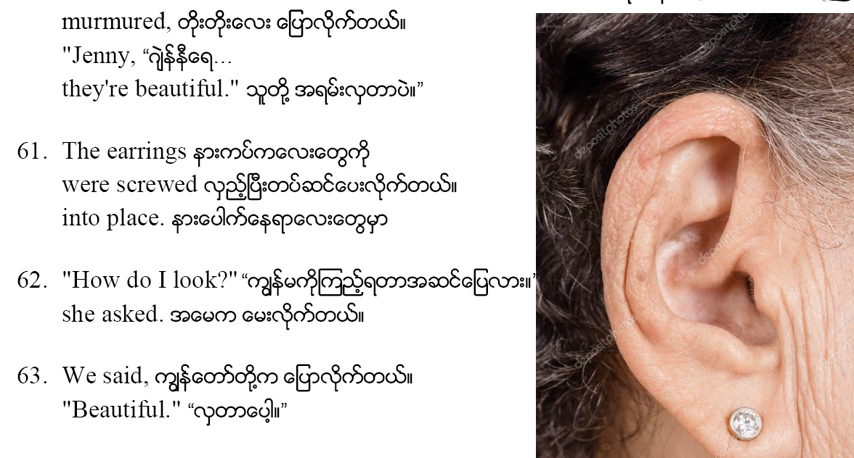 murmured, တိုးတိုးလေး ပြောလိုက်တယ်။
"Jenny, “ဂျဲန်နီရေ…
they're beautiful." သူတို့ အရမ်းလှတာပဲ။”
61. The earrings နားကပ်ကလေးတွေကို
were screwed လှည့်ပြီးတပ်ဆင်ပေးလိုက်တယ်။
into place. နားပေါက်နေရာလေးတွေမှာ
62. "How do I look?" “ကျွန်မကိုကြည့်ရတာအဆင်ပြေလား။”
she asked. အမေက မေးလိုက်တယ်။
63. We said, ကျွန်တော်တို့က ပြောလိုက်တယ်။
"Beautiful." “လှတာပေါ့။”
depositphotos
depositphotos
depositphotos
depositphotos